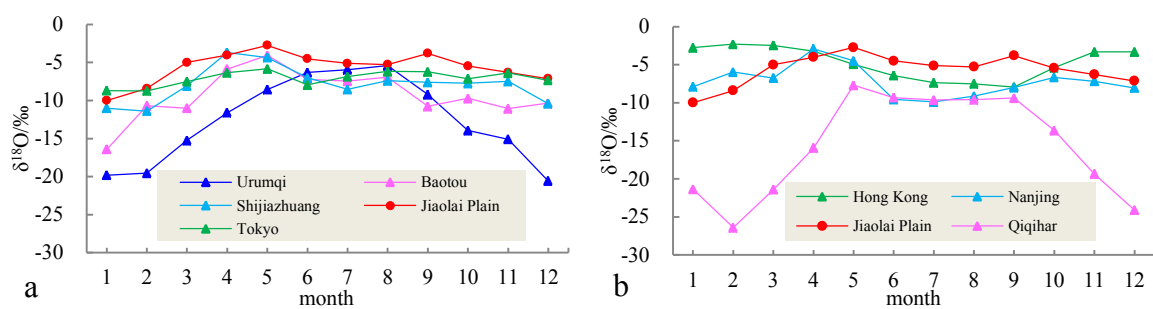 0
-5
-10
-15
-20
-25
-30
δ¹⁸O/‰
Urumqi
Baotou
Shijiazhuang
Jiaolai Plain
Tokyo
1 2 3 4 5 6 7 8 9 10 11 12
month
a
0
-5
-10
-15
-20
-25
-30
δ¹⁸O/‰
Hong Kong
Nanjing
Jiaolai Plain
Qiqihar
1 2 3 4 5 6 7 8 9 10 11 12
month
b